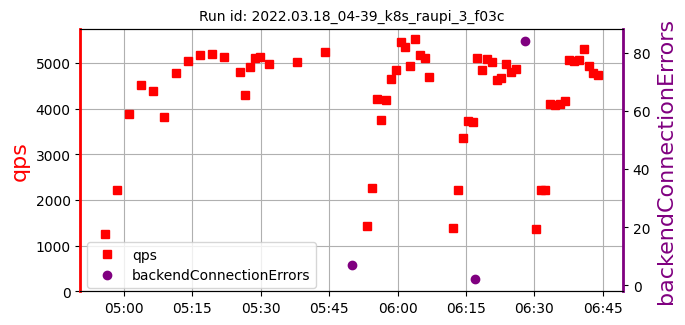 Run id: 2022.03.18_04-39_k8s_raupi_3_f03c
qps
5000
4000
3000
2000
1000
0
80
60
40
20
0
backendConnectionErrors
qps
backendConnectionErrors
05:00 05:15 05:30 05:45 06:00 06:15 06:30 06:45